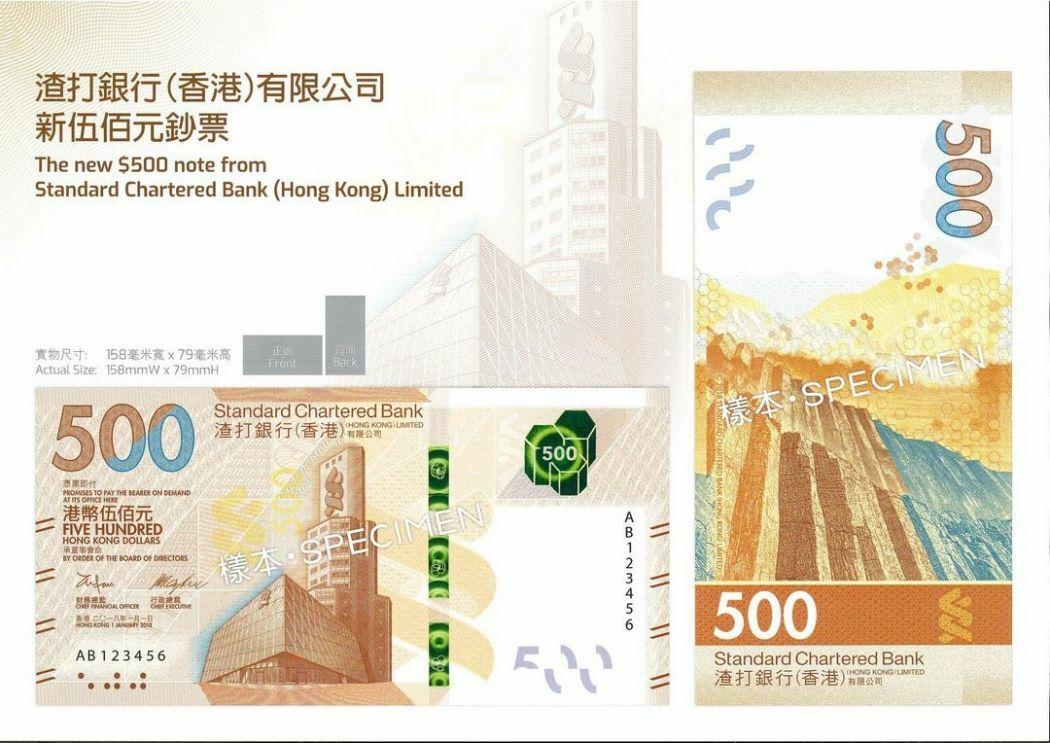 渣打銀行(香港)有限公司
新伍佰元鈔票
The new $500 note from
Standard Chartered Bank (Hong Kong) Limited
實物尺寸: 158毫米寬 x 79毫米高
Actual Size: 158mmW x 79mmH
正面
Front
背面
Back
500
Standard Chartered Bank
渣打銀行(香港)有限公司
(HONG KONG) LIMITED
憑票即付
PROMISES TO PAY THE BEARER ON DEMAND
AT ITS OFFICE HERE
港幣伍佰元
FIVE HUNDRED
HONG KONG DOLLARS
承董事會命
BY ORDER OF THE BOARD OF DIRECTORS
財務總監 行政總裁
CHIEF FINANCIAL OFFICER CHIEF EXECUTIVE
香港 二〇一八年一月一日
HONG KONG 1 JANUARY 2018
AB123456
500
樣本·SPECIMEN
500
AB123456
500
500
樣本·SPECIMEN
500
Standard Chartered Bank
渣打銀行(香港)有限公司
(HONG KONG) LIMITED